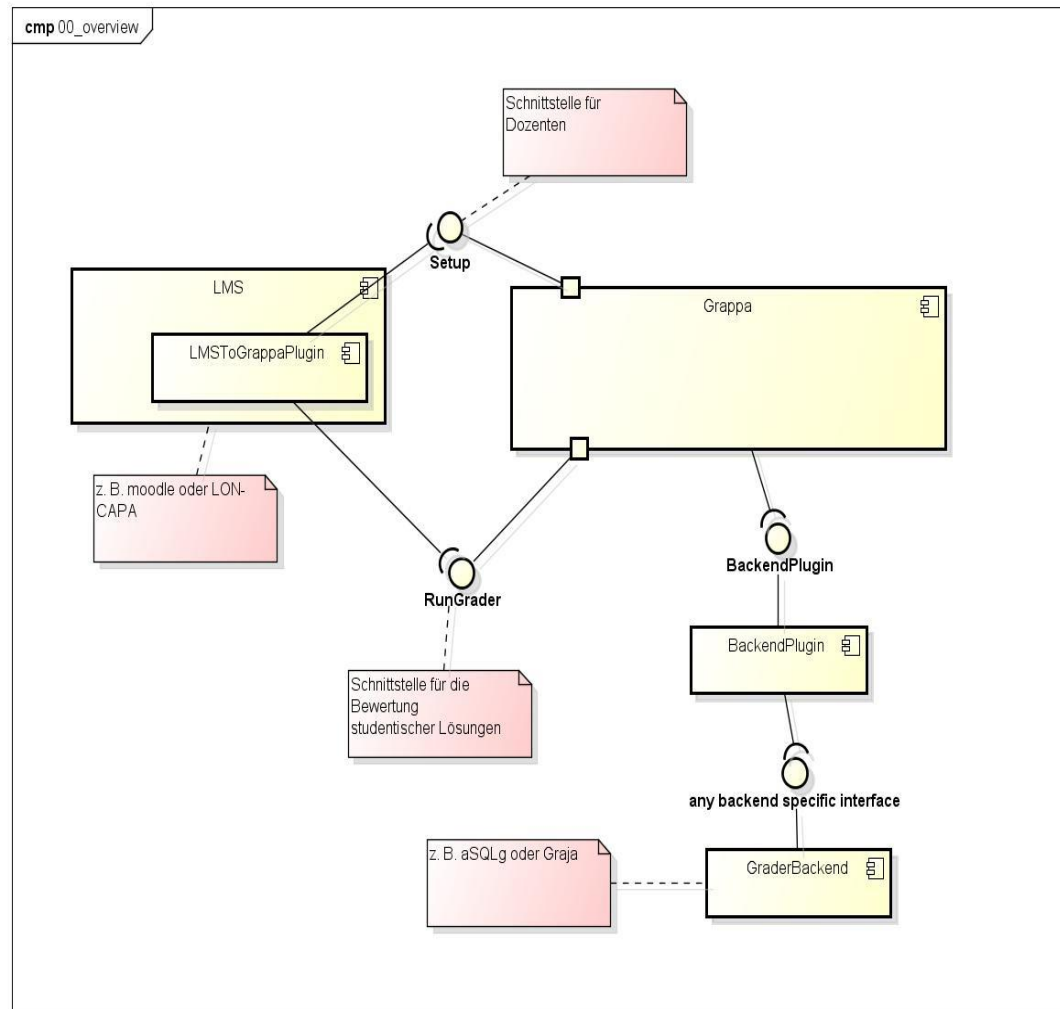 cmp 00_overview
Schnittstelle für
Dozenten
Setup
LMS
Grappa
LMSToGrappaPlugin
z. B. moodle oder LON-
CAPA
BackendPlugin
RunGrader
BackendPlugin
Schnittstelle für die
Bewertung
studentischer Lösungen
any backend specific interface
z. B. aSQLg oder Graja
GraderBackend